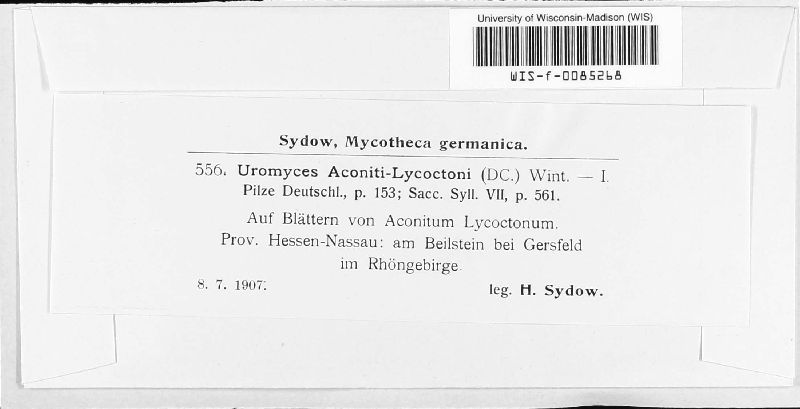 University of Wisconsin-Madison (WIS)
WIS-f-0085268
Sydow, Mycotheca germanica.
556. Uromyces Aconiti-Lycoctoni (DC.) Wint. — I.
Pilze Deutschl., p. 153; Sacc. Syll. VII, p. 561.
Auf Blättern von Aconitum Lycoctonum.
Prov. Hessen-Nassau: am Beilstein bei Gersfeld
im Rhöngebirge.
8. 7. 1907.
leg. H. Sydow.